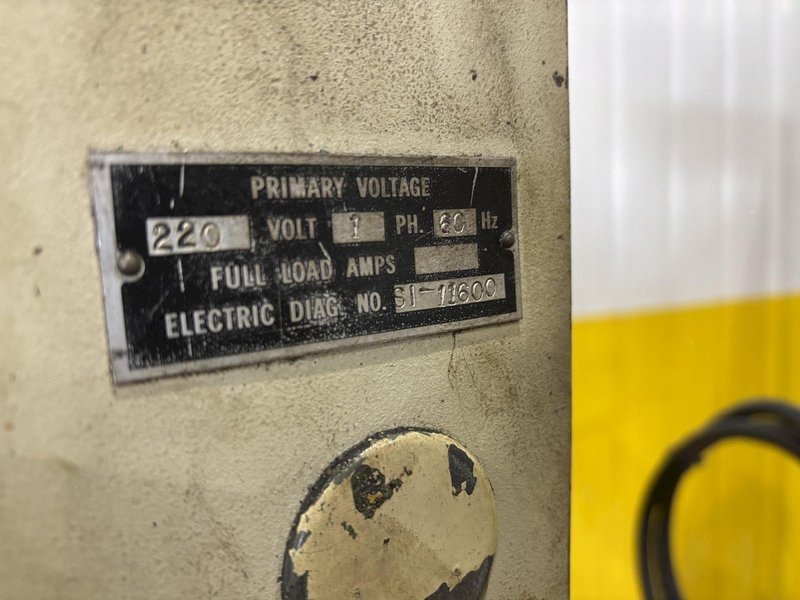 PRIMARY VOLTAGE
220 VOLT 1 PH. 60 Hz
FULL LOAD AMPS
ELECTRIC DIAG. NO. SI-11600